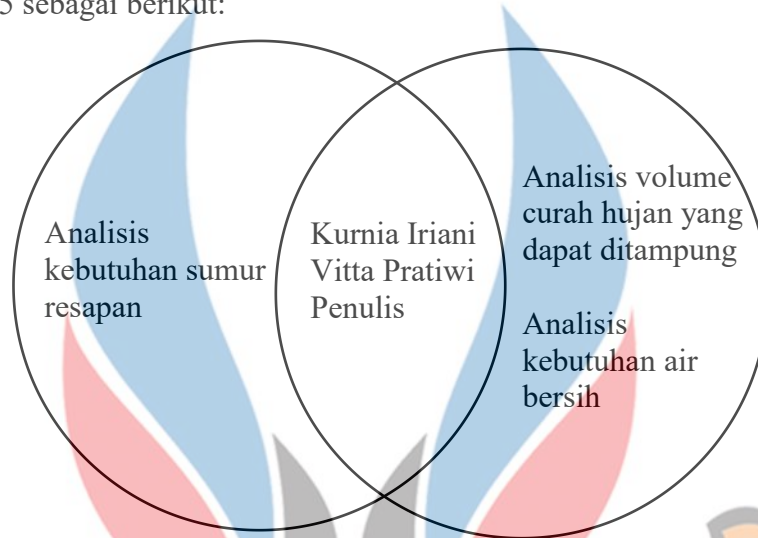 5 sebagai berikut:
Analisis
kebutuhan sumur
resapan
Kurnia Iriani
Vitta Pratiwi
Penulis
Analisis volume
curah hujan yang
dapat ditampung
Analisis
kebutuhan air
bersih